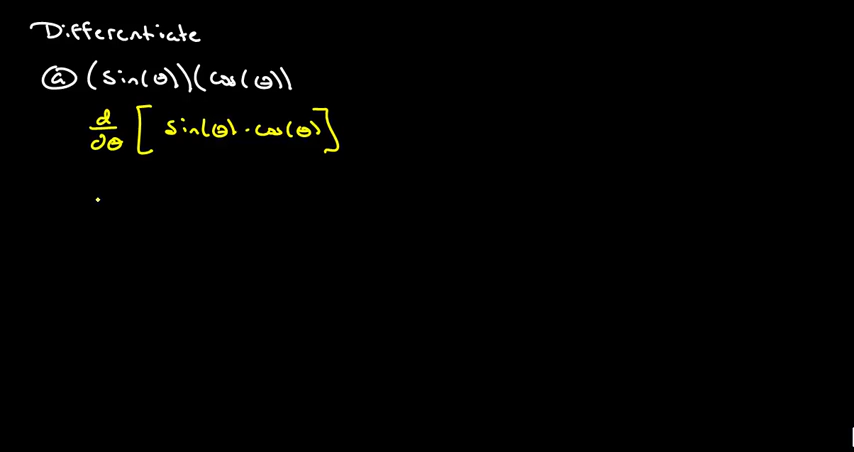 Differentiate
ⓐ (sin(θ))(cos(θ))
d/dθ [ sin(θ) · cos(θ) ]